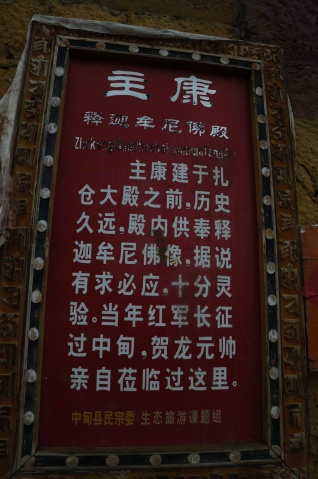 主康
释迦牟尼佛殿
主康建于扎
仓大殿之前，历史
久远，殿内供奉释
迦牟尼佛像，据说
有求必应，十分灵
验。当年红军长征
过中甸，贺龙元帅
亲自莅临过这里。
中甸县民宗委 生态旅游课题组